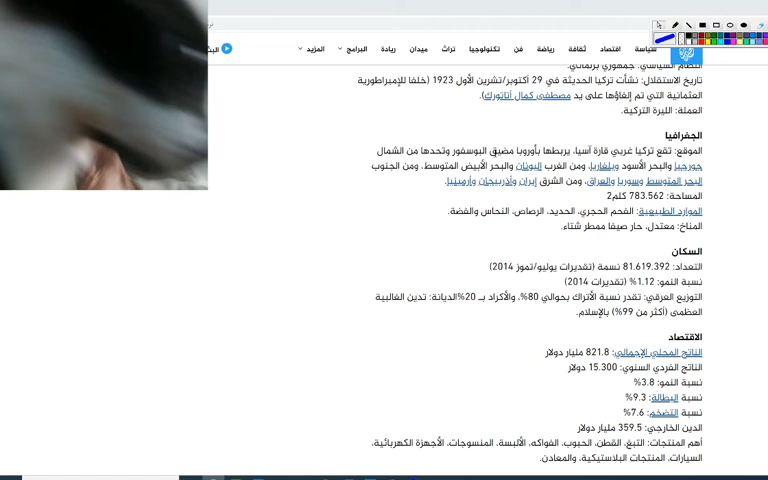 سياسة اقتصاد ثقافة رياضة فن تكنولوجيا تراث ميدان ريادة البرامج المزيد
النظام السياسي: جمهوري برلماني.
تاريخ الاستقلال: نشأت تركيا الحديثة في 29 أكتوبر/تشرين الأول 1923 (خلفا للإمبراطورية
العثمانية التي تم إلغاؤها على يد مصطفى كمال أتاتورك).
العملة: الليرة التركية.
الجغرافيا
الموقع: تقع تركيا غربي قارة آسيا، يربطها بأوروبا مضيق البوسفور وتحدها من الشمال
جورجيا والبحر الأسود وبلغاريا، ومن الغرب اليونان والبحر الأبيض المتوسط، ومن الجنوب
البحر المتوسط وسوريا والعراق، ومن الشرق إيران وأذربيجان وأرمينيا.
المساحة: 783.562 كلم2
الموارد الطبيعية: الفحم الحجري، الحديد، الرصاص، النحاس والفضة.
المناخ: معتدل، حار صيفا ممطر شتاء.
السكان
التعداد: 81.619.392 نسمة (تقديرات يوليو/تموز 2014)
نسبة النمو: 1.12% (تقديرات 2014)
التوزيع العرقي: تقدر نسبة الأتراك بحوالي 80%، والأكراد بـ 20%الديانة: تدين الغالبية
العظمى (أكثر من 99%) بالإسلام.
الاقتصاد
الناتج المحلي الإجمالي: 821.8 مليار دولار
الناتج الفردي السنوي: 15.300 دولار
نسبة النمو: 3.8%
نسبة البطالة: 9.3%
نسبة التضخم: 7.6%
الدين الخارجي: 359.5 مليار دولار
أهم المنتجات: التبغ، القطن، الحبوب، الفواكه، الألبسة، المنسوجات، الأجهزة الكهربائية،
السيارات، المنتجات البلاستيكية، والمعادن.